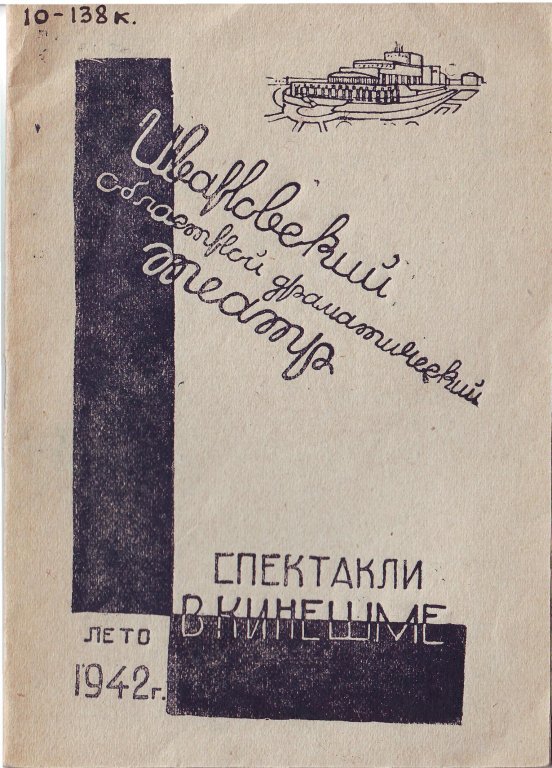 10-138 к.
Ивановский
областной драматический
театр
СПЕКТАКЛИ
В КИНЕШМЕ
ЛЕТО
1942 г.